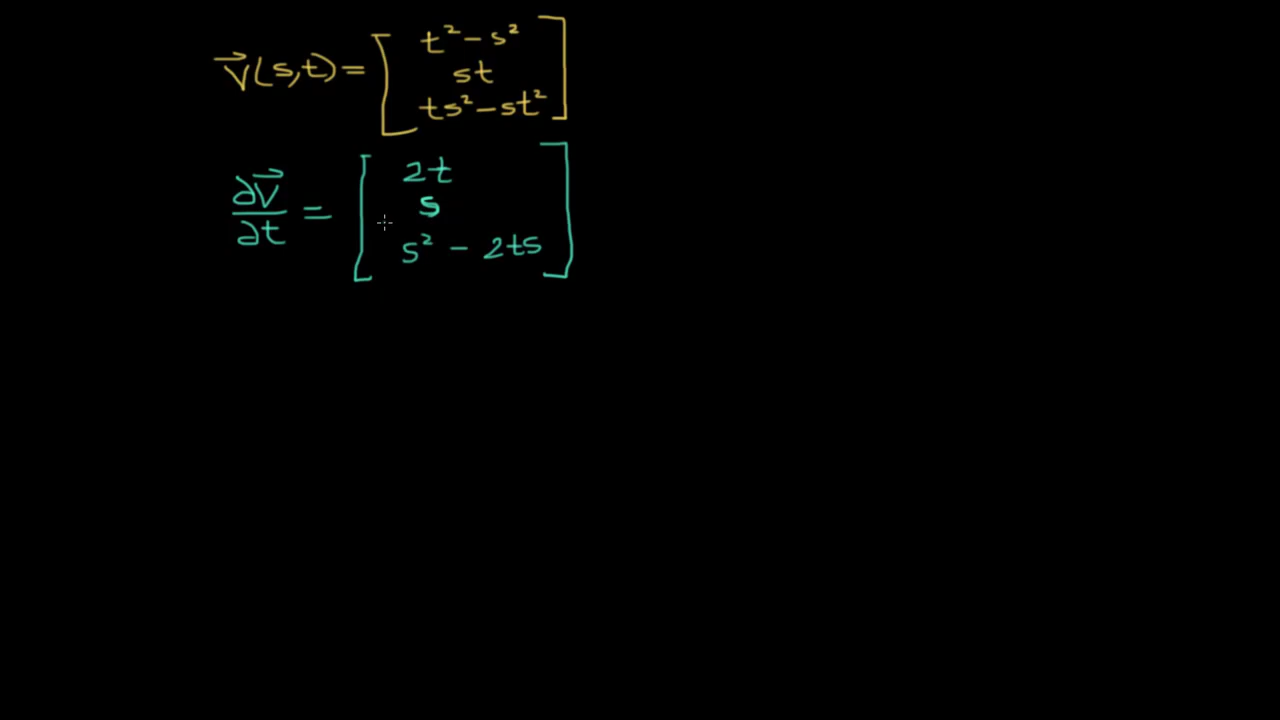 v⃗(s,t) = [ t² - s²
st
ts² - st² ]
∂v⃗/∂t = [ 2t
s
s² - 2ts ]